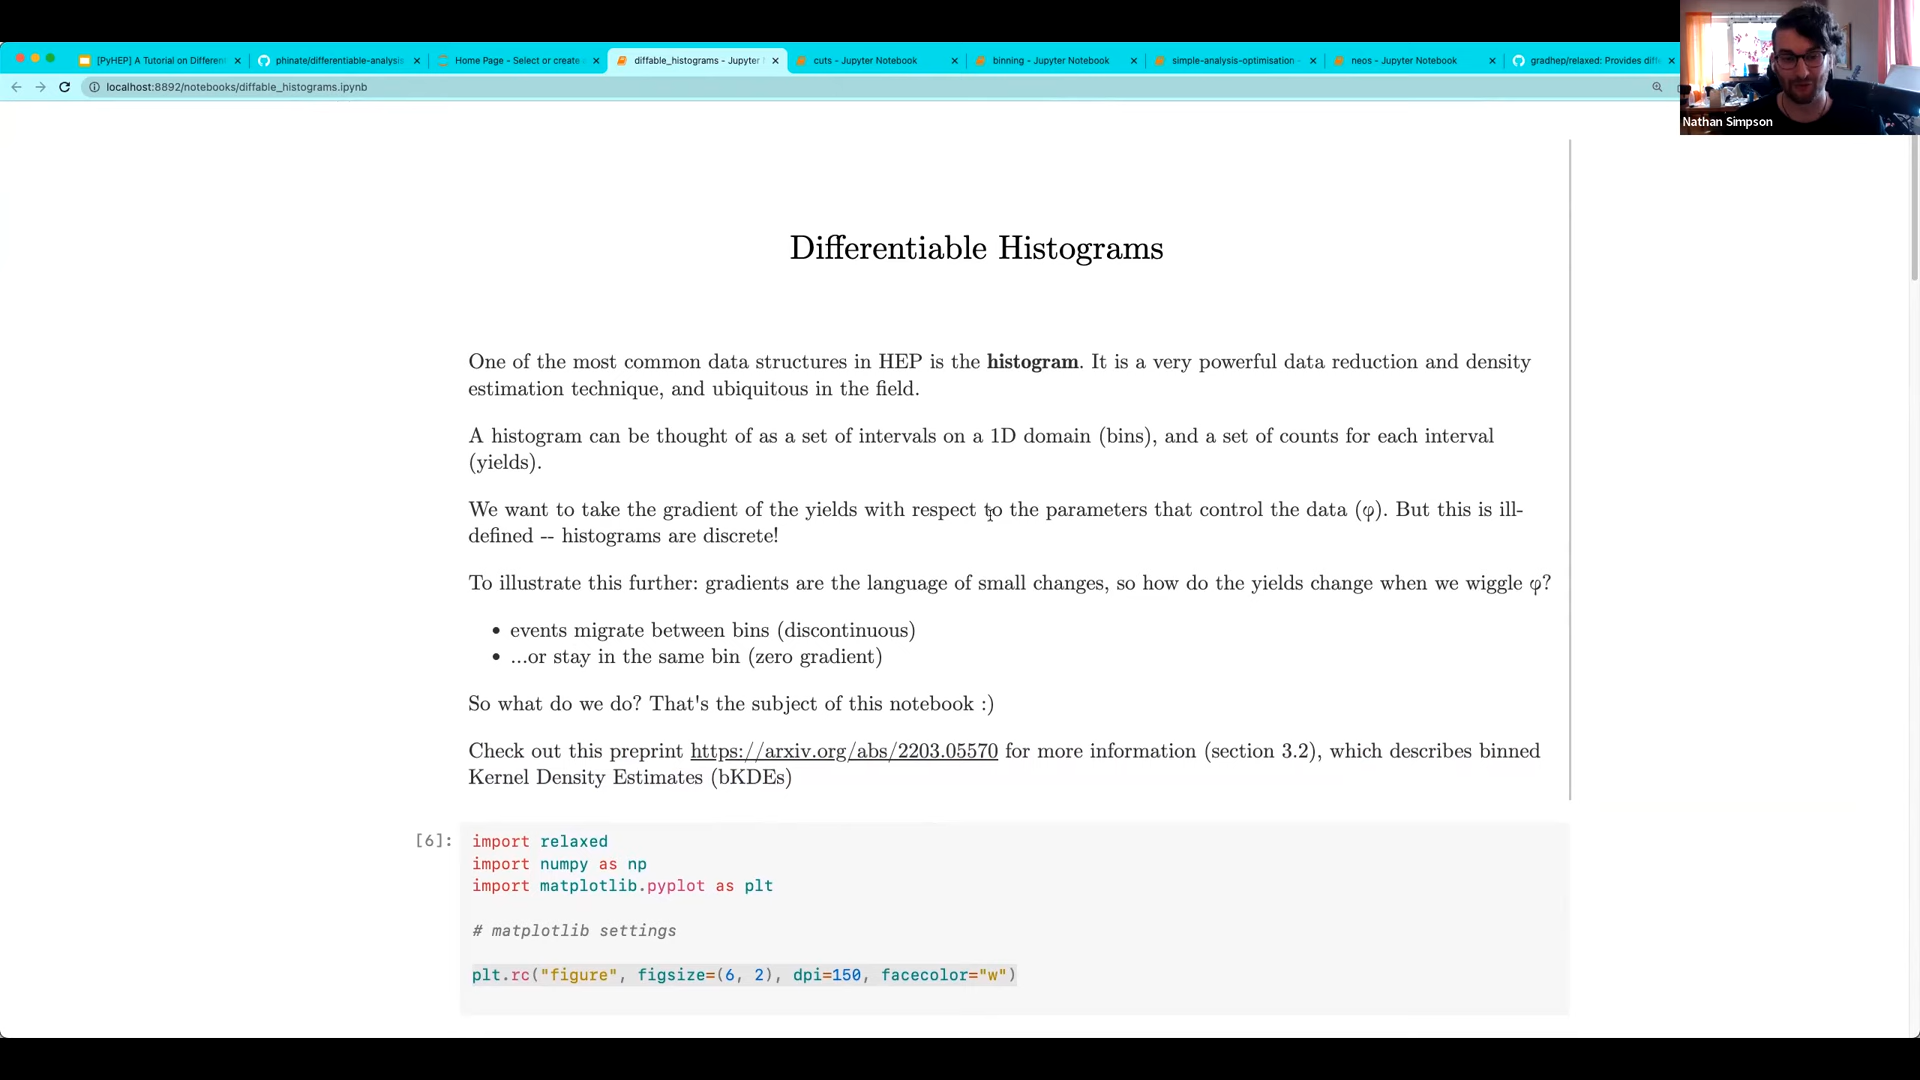 [PyHEP] A Tutorial on Differen
phinate/differentiable-analysis
Home Page - Select or create
diffable_histograms - Jupyter
cuts - Jupyter Notebook
binning - Jupyter Notebook
simple-analysis-optimisation
neos - Jupyter Notebook
gradhep/relaxed: Provides diff
localhost:8892/notebooks/diffable_histograms.ipynb
Nathan Simpson
Differentiable Histograms
One of the most common data structures in HEP is the histogram. It is a very powerful data reduction and density
estimation technique, and ubiquitous in the field.
A histogram can be thought of as a set of intervals on a 1D domain (bins), and a set of counts for each interval
(yields).
We want to take the gradient of the yields with respect to the parameters that control the data (φ). But this is ill-
defined -- histograms are discrete!
To illustrate this further: gradients are the language of small changes, so how do the yields change when we wiggle φ?
• events migrate between bins (discontinuous)
• ...or stay in the same bin (zero gradient)
So what do we do? That's the subject of this notebook :)
Check out this preprint https://arxiv.org/abs/2203.05570 for more information (section 3.2), which describes binned
Kernel Density Estimates (bKDEs)
[6]:
import relaxed
import numpy as np
import matplotlib.pyplot as plt
# matplotlib settings
plt.rc("figure", figsize=(6, 2), dpi=150, facecolor="w")